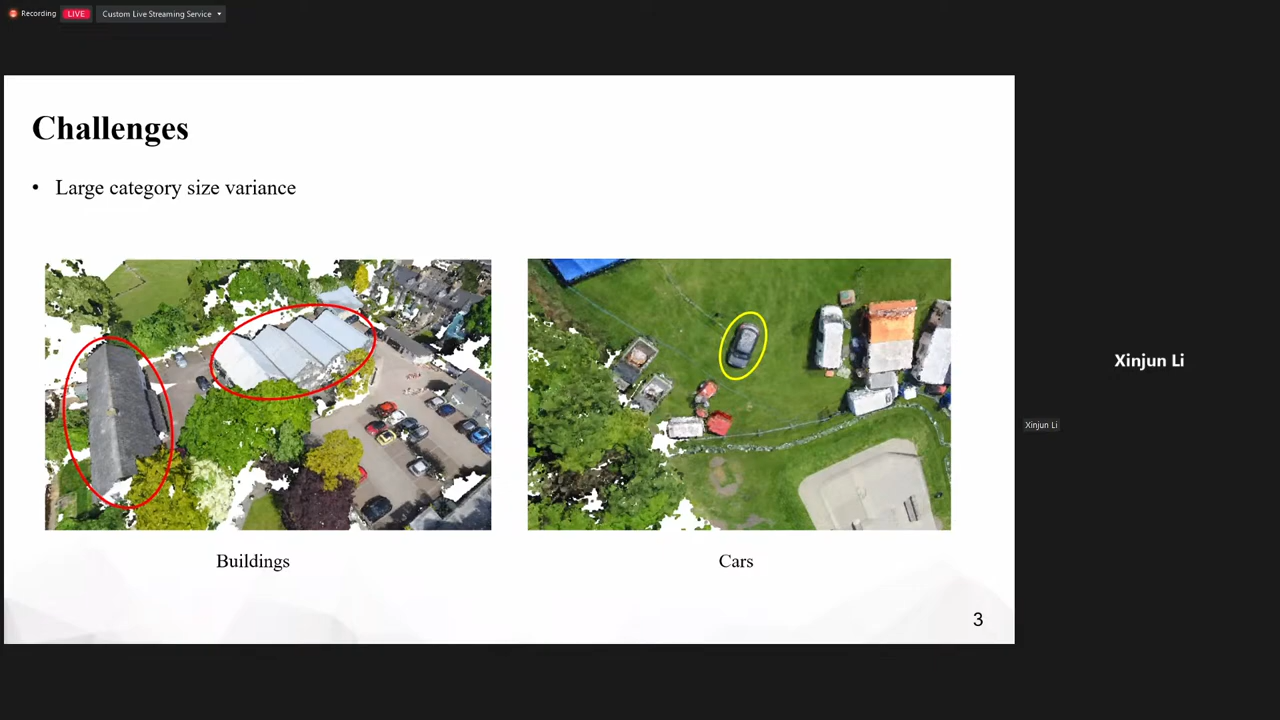 Recording
LIVE
Custom Live Streaming Service
Challenges
• Large category size variance
Buildings
Cars
3
Xinjun Li
Xinjun Li